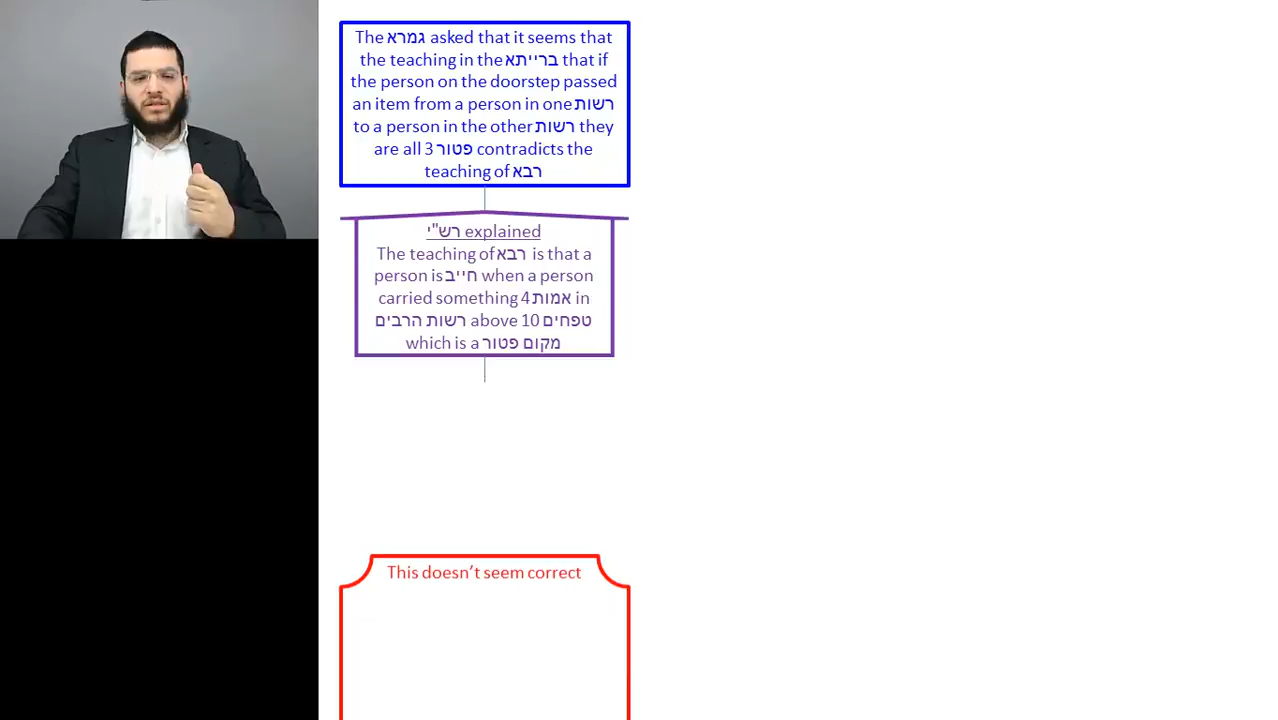 The גמרא asked that it seems that
the teaching in the ברייתא that if
the person on the doorstep passed
an item from a person in one רשות
to a person in the other רשות they
are all 3 פטור contradicts the
teaching of רבא
רש"י explained
The teaching of רבא is that a
person is חייב when a person
carried something 4 אמות in
רשות הרבים above 10 טפחים
which is a מקום פטור
This doesn't seem correct